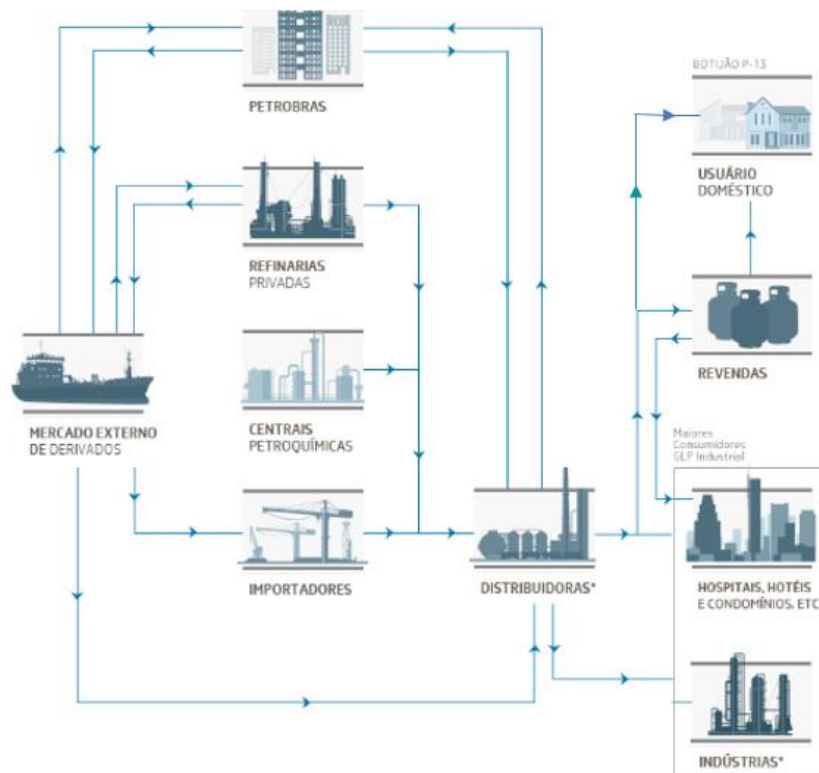 PETROBRAS
BOTIJÃO P-13
USUÁRIO
DOMÉSTICO
REFINARIAS
PRIVADAS
REVENDAS
MERCADO EXTERNO
DE DERIVADOS
CENTRAIS
PETROQUÍMICAS
Maiores
Consumidores
GLP Industrial
IMPORTADORES
DISTRIBUIDORAS*
HOSPITAIS, HOTÉIS
E CONDOMÍNIOS, ETC
INDÚSTRIAS*